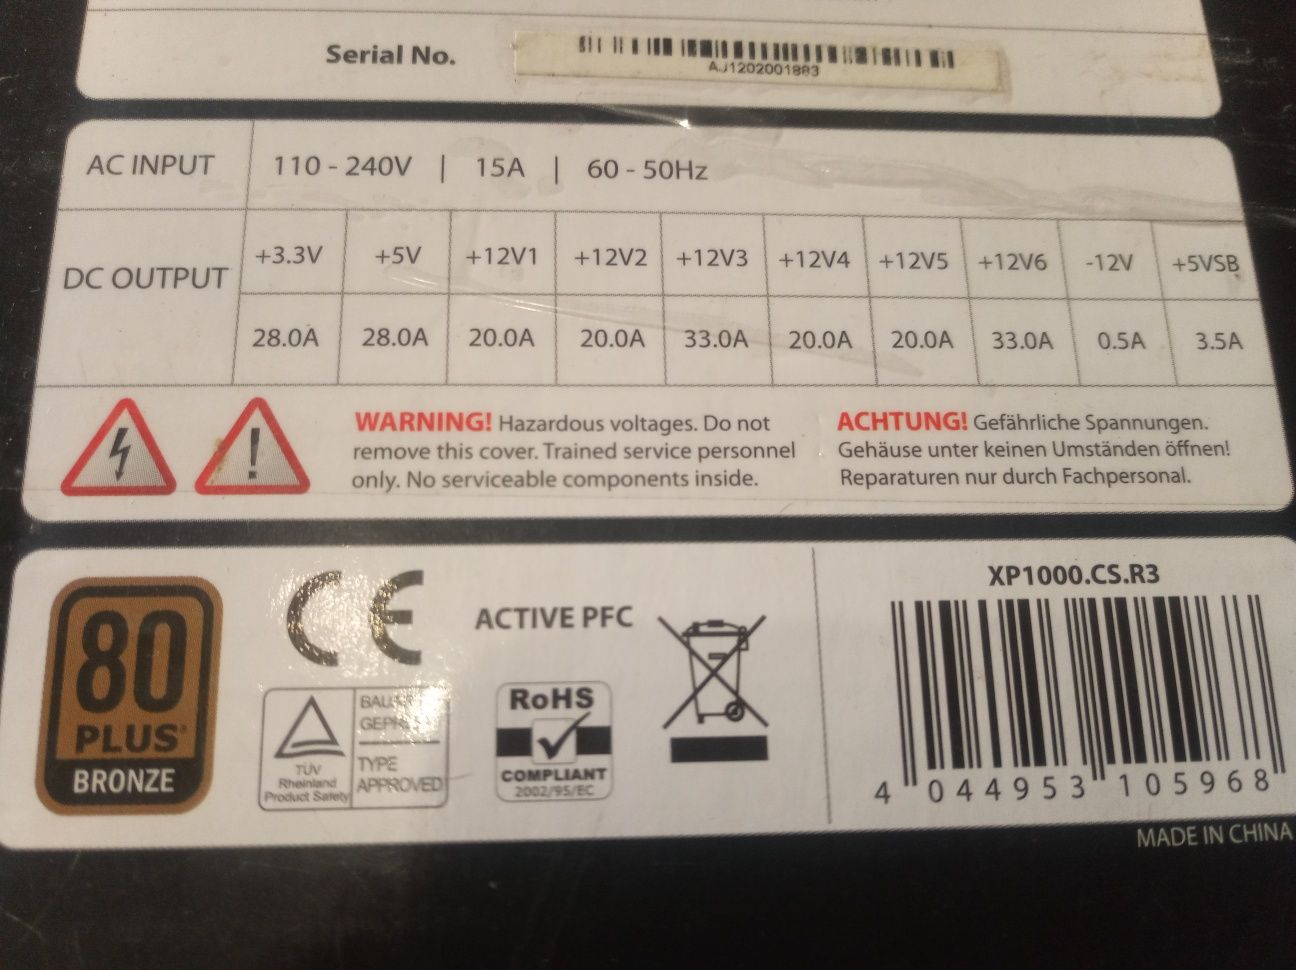 Serial No.
AJ1202001883
AC INPUT 110 - 240V | 15A | 60 - 50Hz
DC OUTPUT
+3.3V +5V +12V1 +12V2 +12V3 +12V4 +12V5 +12V6 -12V +5VSB
28.0A 28.0A 20.0A 20.0A 33.0A 20.0A 20.0A 33.0A 0.5A 3.5A
WARNING! Hazardous voltages. Do not
remove this cover. Trained service personnel
only. No serviceable components inside.
ACHTUNG! Gefährliche Spannungen.
Gehäuse unter keinen Umständen öffnen!
Reparaturen nur durch Fachpersonal.
80
PLUS
BRONZE
CE
TÜV
Rheinland
Product Safety
TYPE
APPROVED
ACTIVE PFC
RoHS
COMPLIANT
2002/95/EC
XP1000.CS.R3
4 044953 105968
MADE IN CHINA